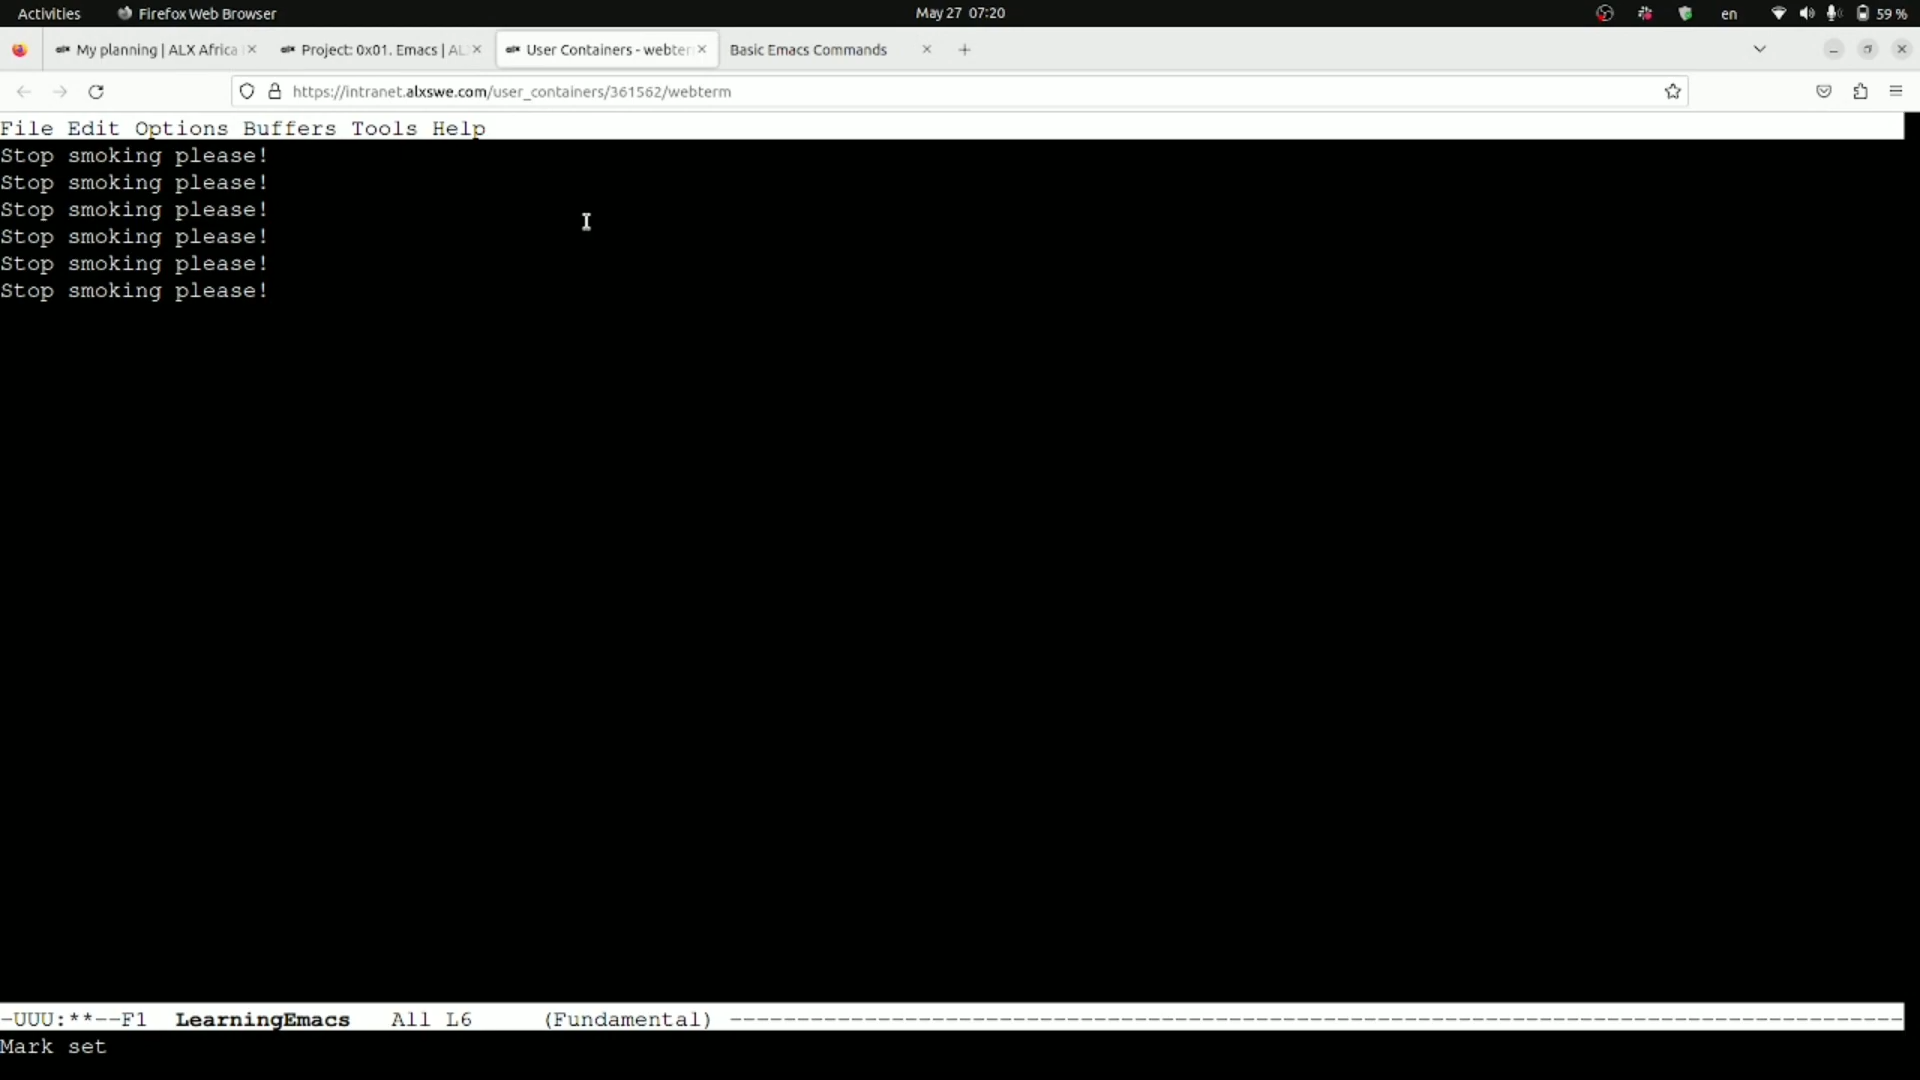 Activities Firefox Web Browser May 27 07:20 en 59 %
My planning | ALX Africa Project: 0x01. Emacs | AL User Containers - webter Basic Emacs Commands
https://intranet.alxswe.com/user_containers/361562/webterm
File Edit Options Buffers Tools Help
Stop smoking please!
Stop smoking please!
Stop smoking please!
Stop smoking please!
Stop smoking please!
Stop smoking please!
-UUU:**--F1 LearningEmacs All L6 (Fundamental) ---------------------------------------------------------------------------------------
Mark set